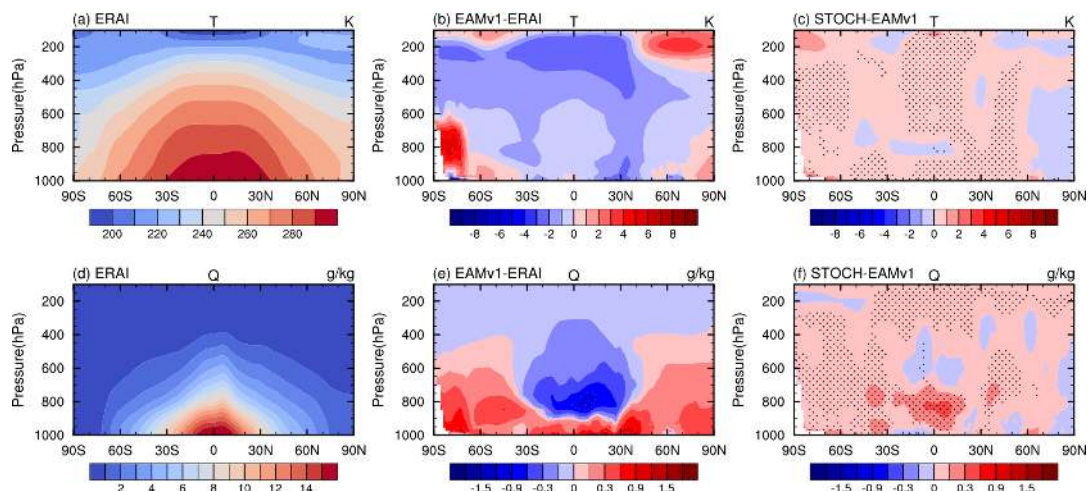 (a) ERAI T
(b) EAMv1-ERAI T K
(c) STOCH-EAMv1 T K
Pressure(hPa) 200 400 600 800 1000
Pressure(hPa) 200 400 600 800 1000
Pressure(hPa) 200 400 600 800 1000
90S 60S 30S 0 30N 60N 90N
90S 60S 30S 0 30N 60N 90N
90S 60S 30S 0 30N 60N 90N
200 220 240 260 280
-8 -6 -4 -2 0 2 4 6 8
-8 -6 -4 -2 0 2 4 6 8
(d) ERAI Q g/kg
(e) EAMv1-ERAI Q g/kg
(f) STOCH-EAMv1 Q g/kg
Pressure(hPa) 200 400 600 800 1000
Pressure(hPa) 200 400 600 800 1000
Pressure(hPa) 200 400 600 800 1000
90S 60S 30S 0 30N 60N 90N
90S 60S 30S 0 30N 60N 90N
90S 60S 30S 0 30N 60N 90N
2 4 6 8 10 12 14
-1.5 -0.9 -0.3 0 0.3 0.9 1.5
-1.5 -0.9 -0.3 0 0.3 0.9 1.5